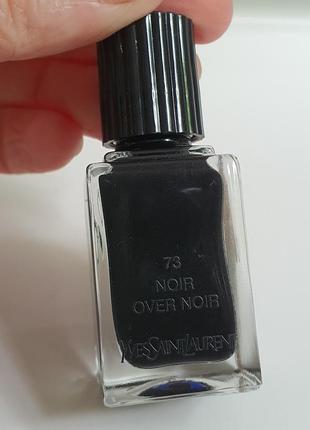 73
NOIR
OVER NOIR
YVESSAINTLAURENT